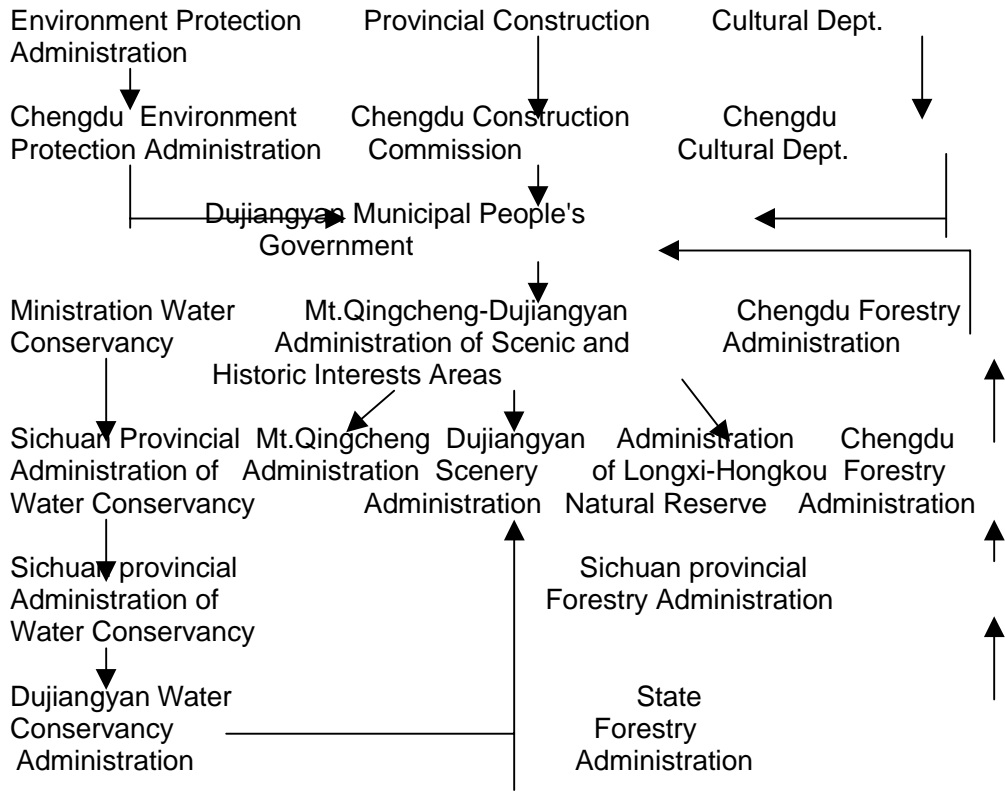 Environment Protection Provincial Construction Cultural Dept.
Administration
Chengdu Environment Chengdu Construction Chengdu
Protection Administration Commission Cultural Dept.
Dujiangyan Municipal People's
Government
Ministration Water Mt.Qingcheng-Dujiangyan Chengdu Forestry
Conservancy Administration of Scenic and Administration
Historic Interests Areas
Sichuan Provincial Mt.Qingcheng Dujiangyan Administration Chengdu
Administration of Administration Scenery of Longxi-Hongkou Forestry
Water Conservancy Administration Natural Reserve Administration
Sichuan provincial Sichuan provincial
Administration of Forestry Administration
Water Conservancy
Dujiangyan Water State
Conservancy Forestry
Administration Administration